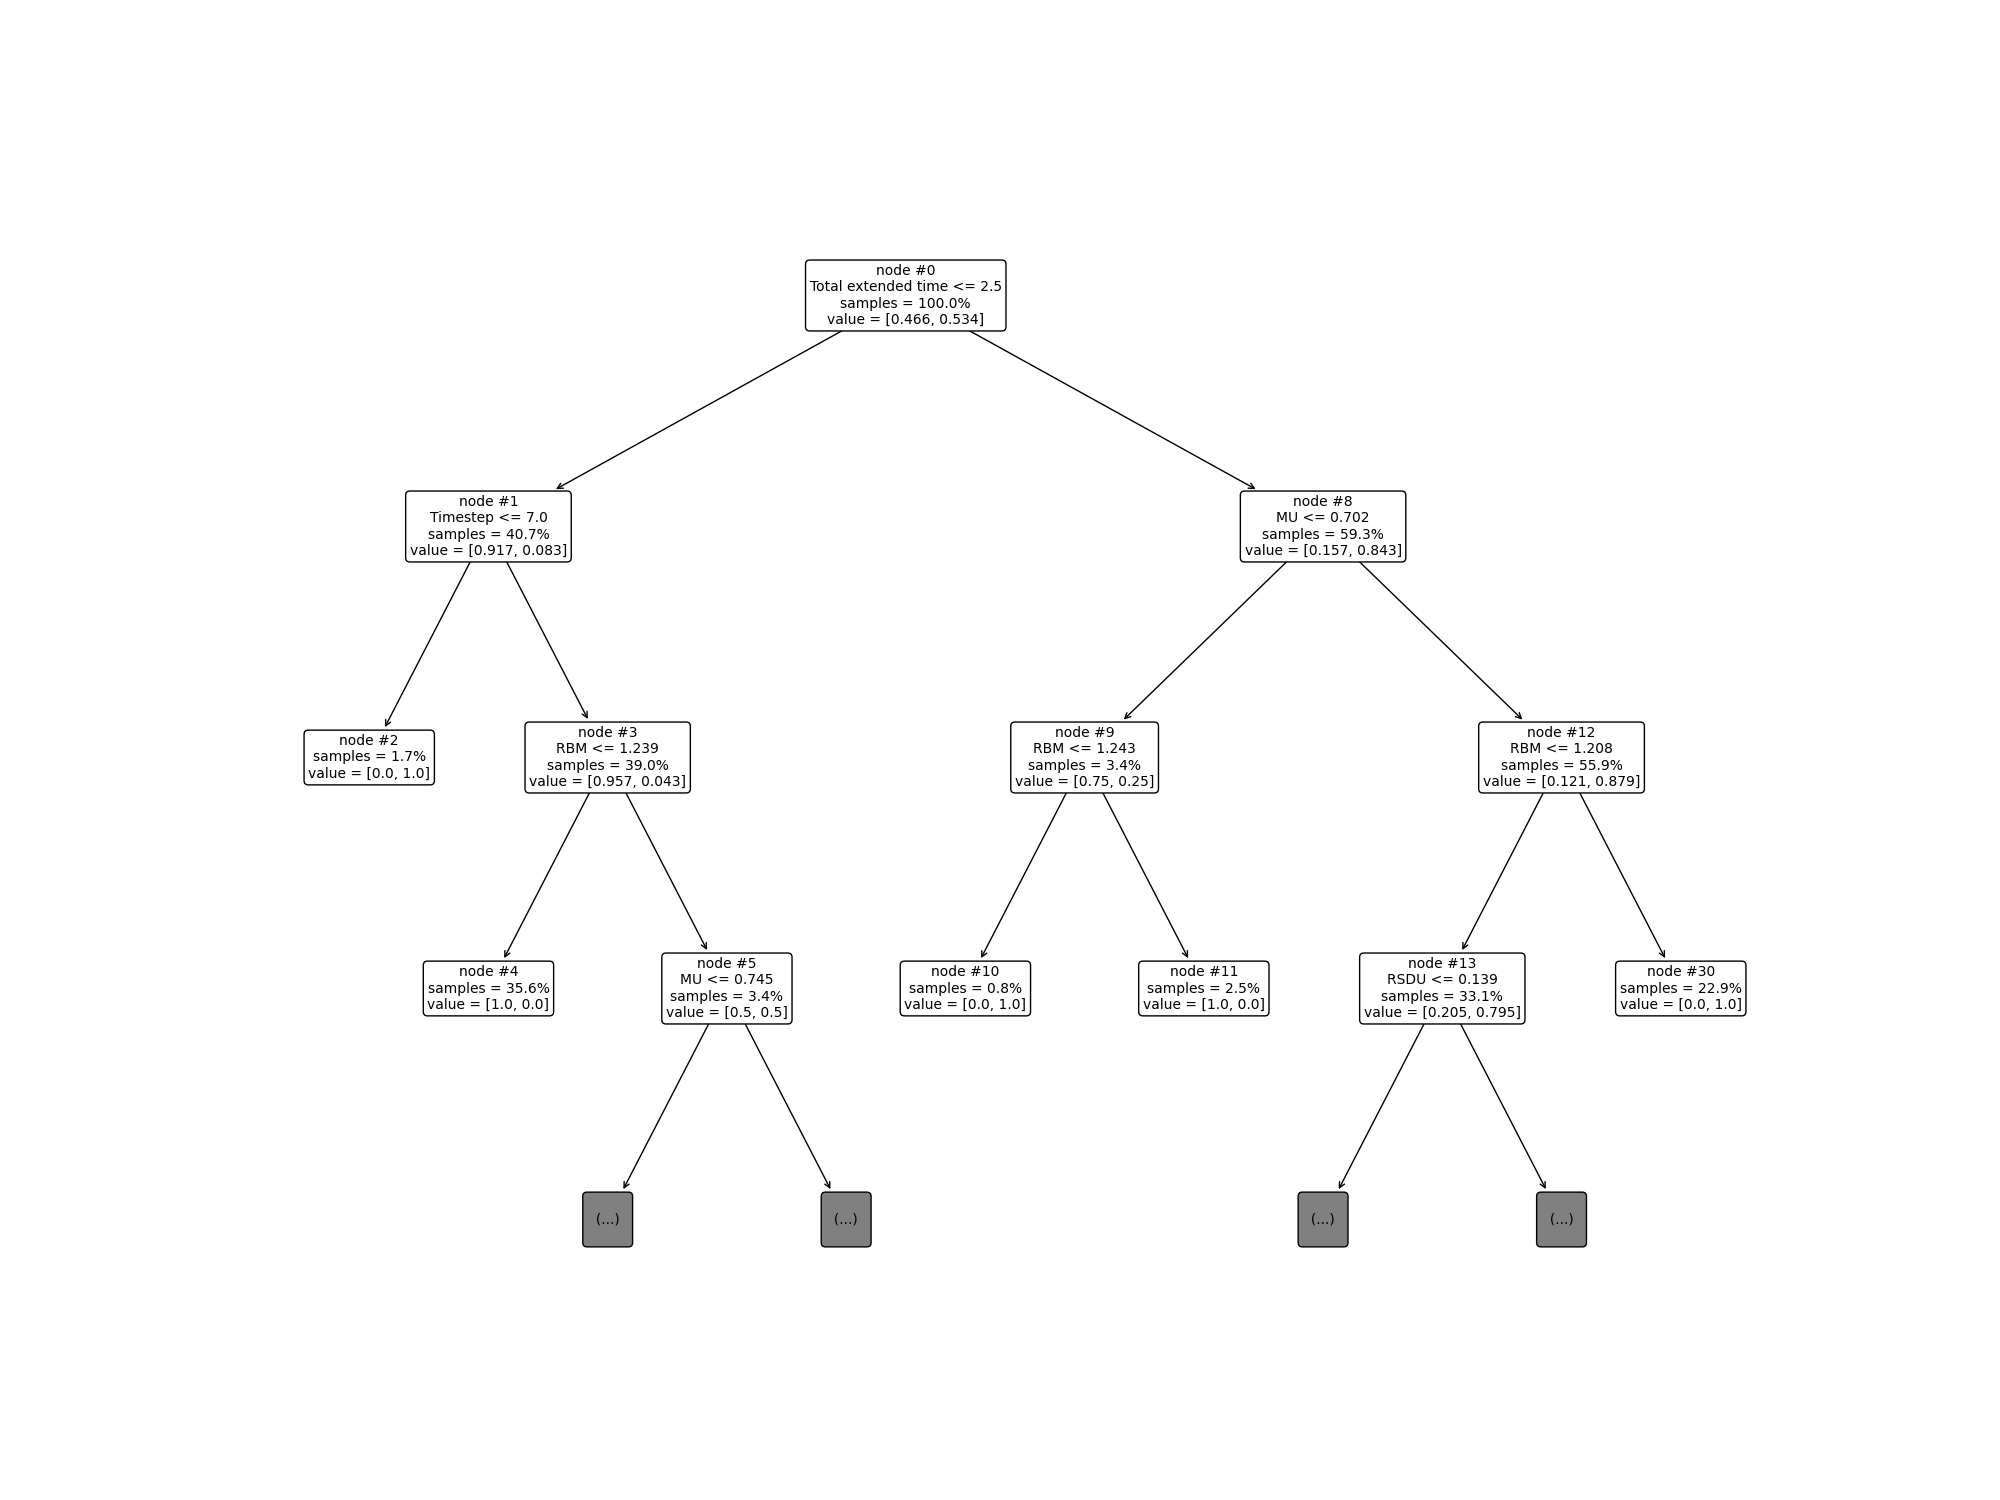 node #0
Total extended time <= 2.5
samples = 100.0%
value = [0.466, 0.534]
node #1
Timestep <= 7.0
samples = 40.7%
value = [0.917, 0.083]
node #8
MU <= 0.702
samples = 59.3%
value = [0.157, 0.843]
node #2
samples = 1.7%
value = [0.0, 1.0]
node #3
RBM <= 1.239
samples = 39.0%
value = [0.957, 0.043]
node #9
RBM <= 1.243
samples = 3.4%
value = [0.75, 0.25]
node #12
RBM <= 1.208
samples = 55.9%
value = [0.121, 0.879]
node #4
samples = 35.6%
value = [1.0, 0.0]
node #5
MU <= 0.745
samples = 3.4%
value = [0.5, 0.5]
node #10
samples = 0.8%
value = [0.0, 1.0]
node #11
samples = 2.5%
value = [1.0, 0.0]
node #13
RSDU <= 0.139
samples = 33.1%
value = [0.205, 0.795]
node #30
samples = 22.9%
value = [0.0, 1.0]
(...)
(...)
(...)
(...)